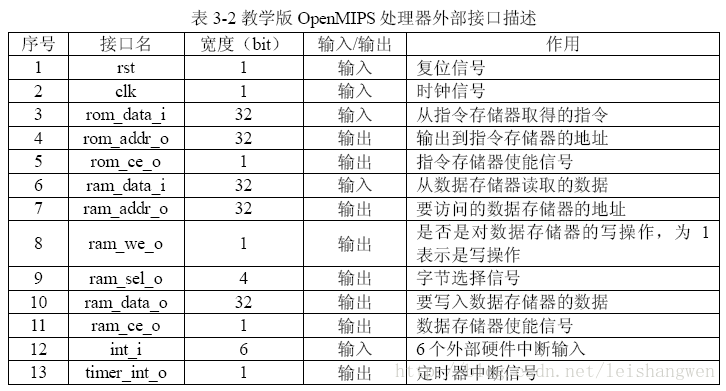 表 3-2 教学版 OpenMIPS 处理器外部接口描述
序号 接口名 宽度（bit） 输入/输出 作用
1 rst 1 输入 复位信号
2 clk 1 输入 时钟信号
3 rom_data_i 32 输入 从指令存储器取得的指令
4 rom_addr_o 32 输出 输出到指令存储器的地址
5 rom_ce_o 1 输出 指令存储器使能信号
6 ram_data_i 32 输入 从数据存储器读取的数据
7 ram_addr_o 32 输出 要访问的数据存储器的地址
8 ram_we_o 1 输出 是否是对数据存储器的写操作，为 1
表示是写操作
9 ram_sel_o 4 输出 字节选择信号
10 ram_data_o 32 输出 要写入数据存储器的数据
11 ram_ce_o 1 输出 数据存储器使能信号
12 int_i 6 输入 6个外部硬件中断输入
13 timer_int_o 1 输出 定时器中断信号